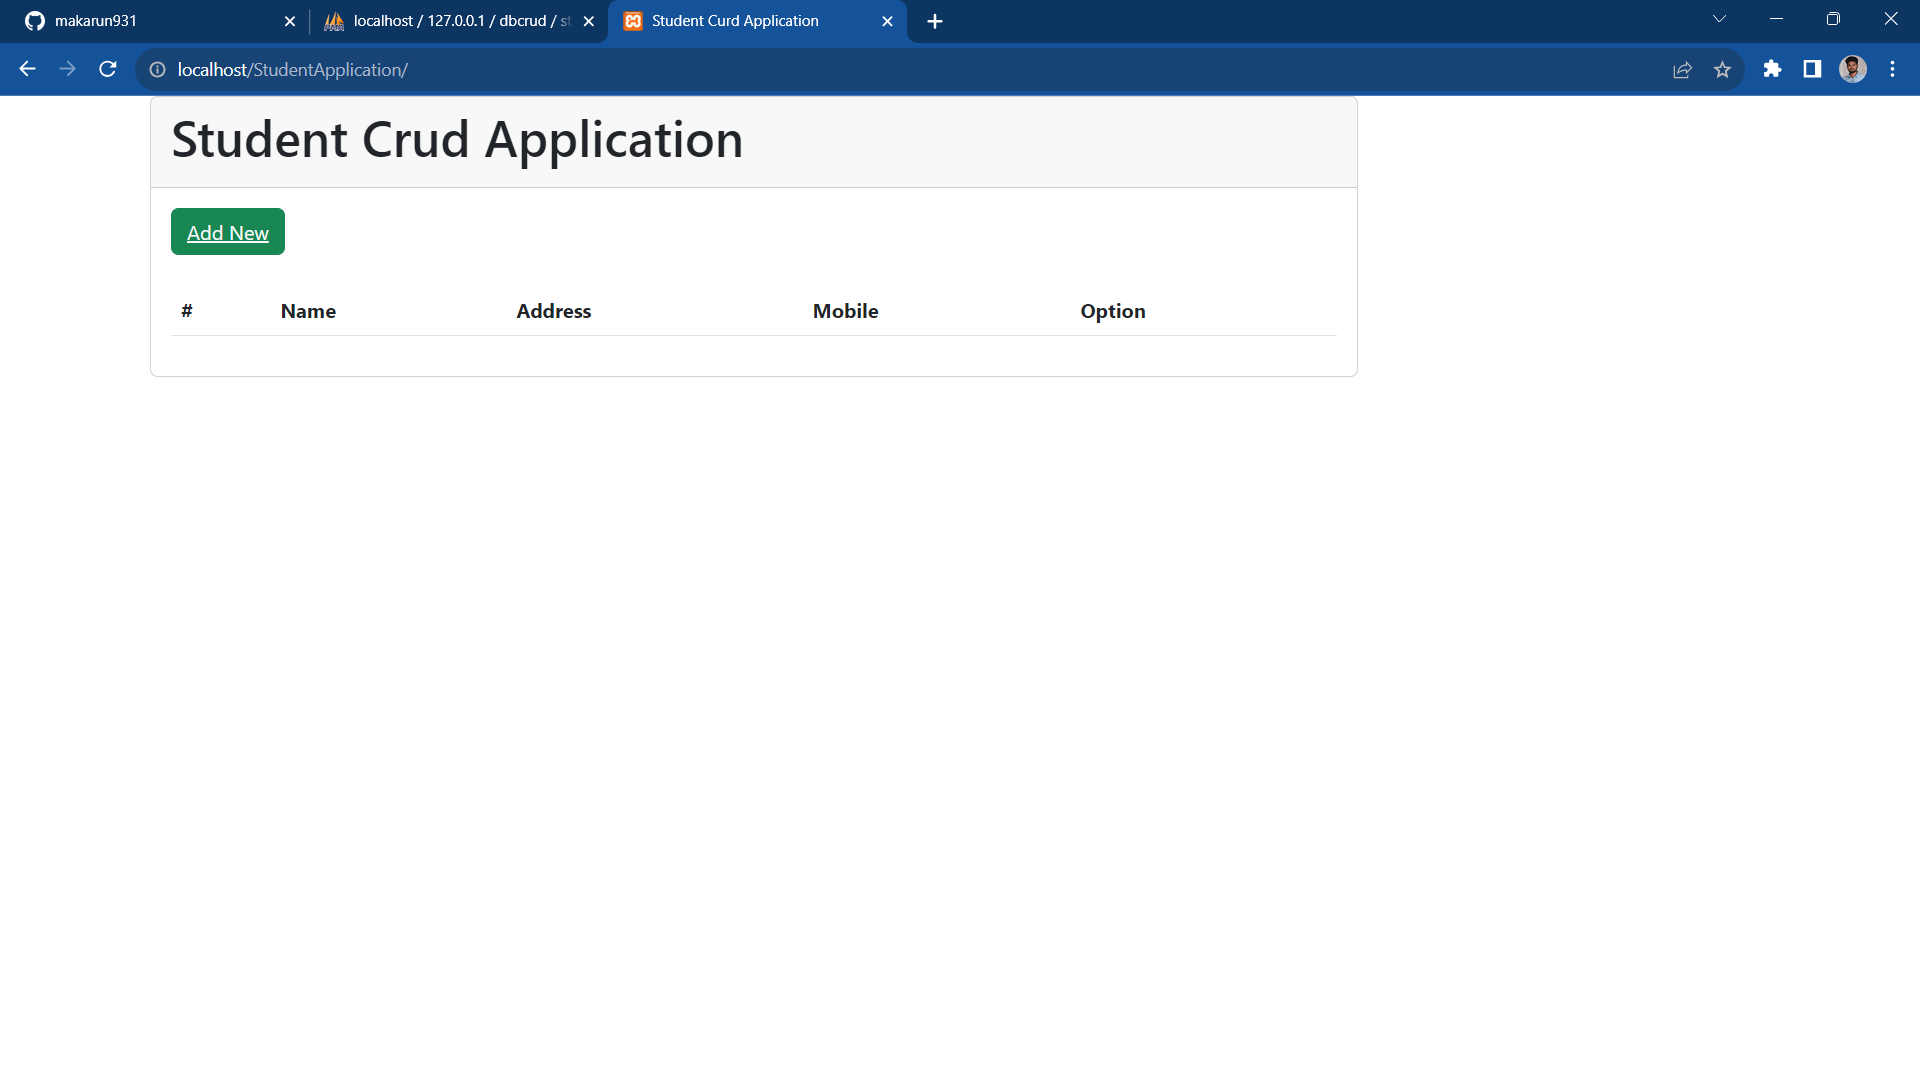 makarun931
localhost / 127.0.0.1 / dbcrud / st
Student Curd Application
localhost/StudentApplication/
Student Crud Application
Add New
# Name Address Mobile Option